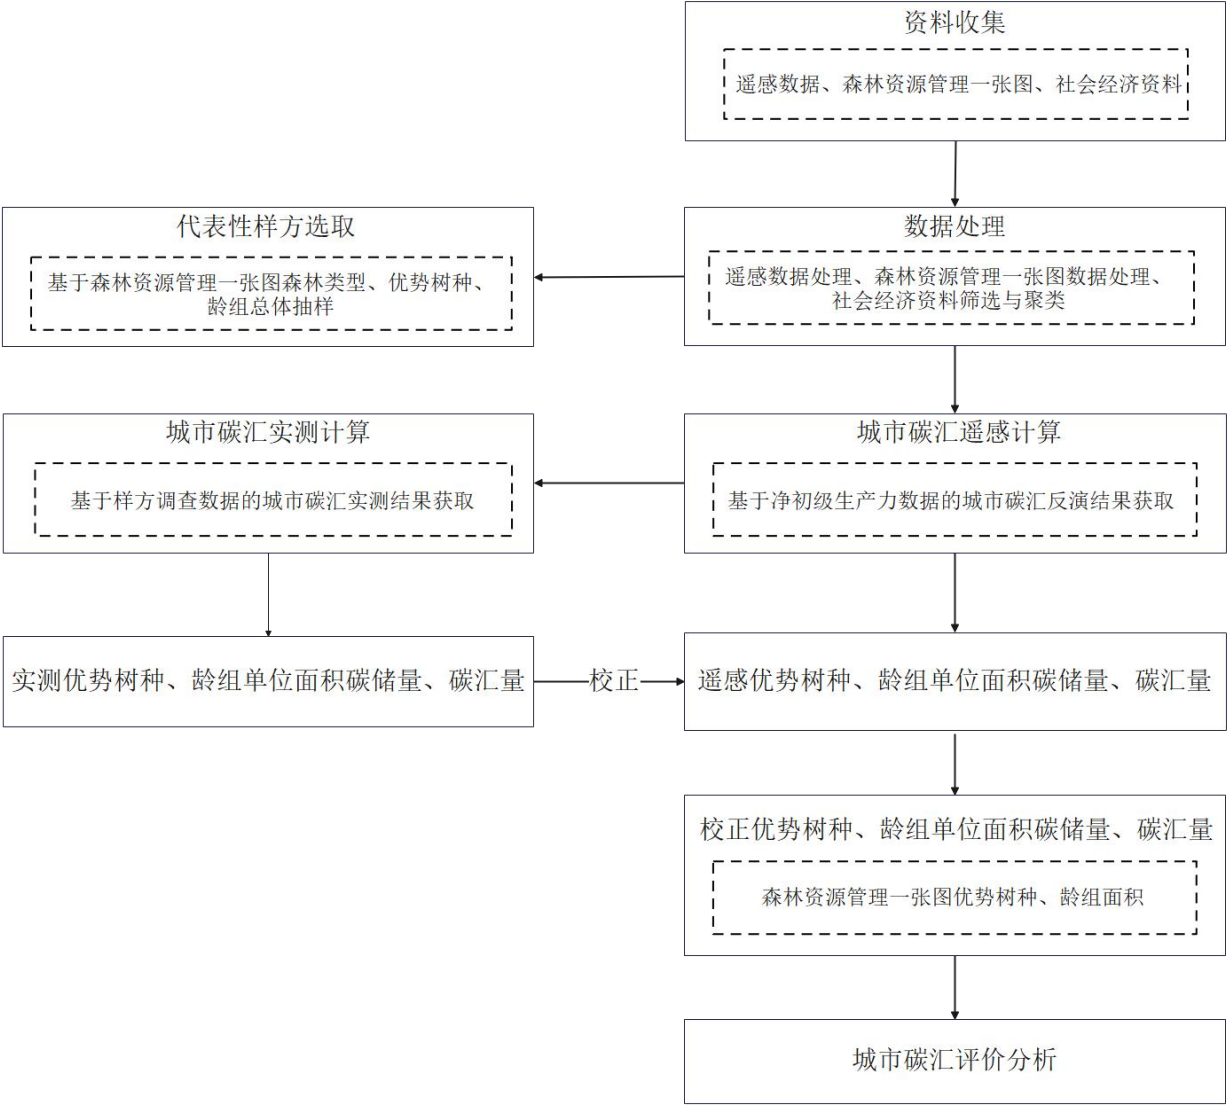 资料收集
遥感数据、森林资源管理一张图、社会经济资料
代表性样方选取
基于森林资源管理一张图森林类型、优势树种、
龄组总体抽样
数据处理
遥感数据处理、森林资源管理一张图数据处理、
社会经济资料筛选与聚类
城市碳汇实测计算
基于样方调查数据的城市碳汇实测结果获取
城市碳汇遥感计算
基于净初级生产力数据的城市碳汇反演结果获取
实测优势树种、龄组单位面积碳储量、碳汇量
校正
遥感优势树种、龄组单位面积碳储量、碳汇量
校正优势树种、龄组单位面积碳储量、碳汇量
森林资源管理一张图优势树种、龄组面积
城市碳汇评价分析